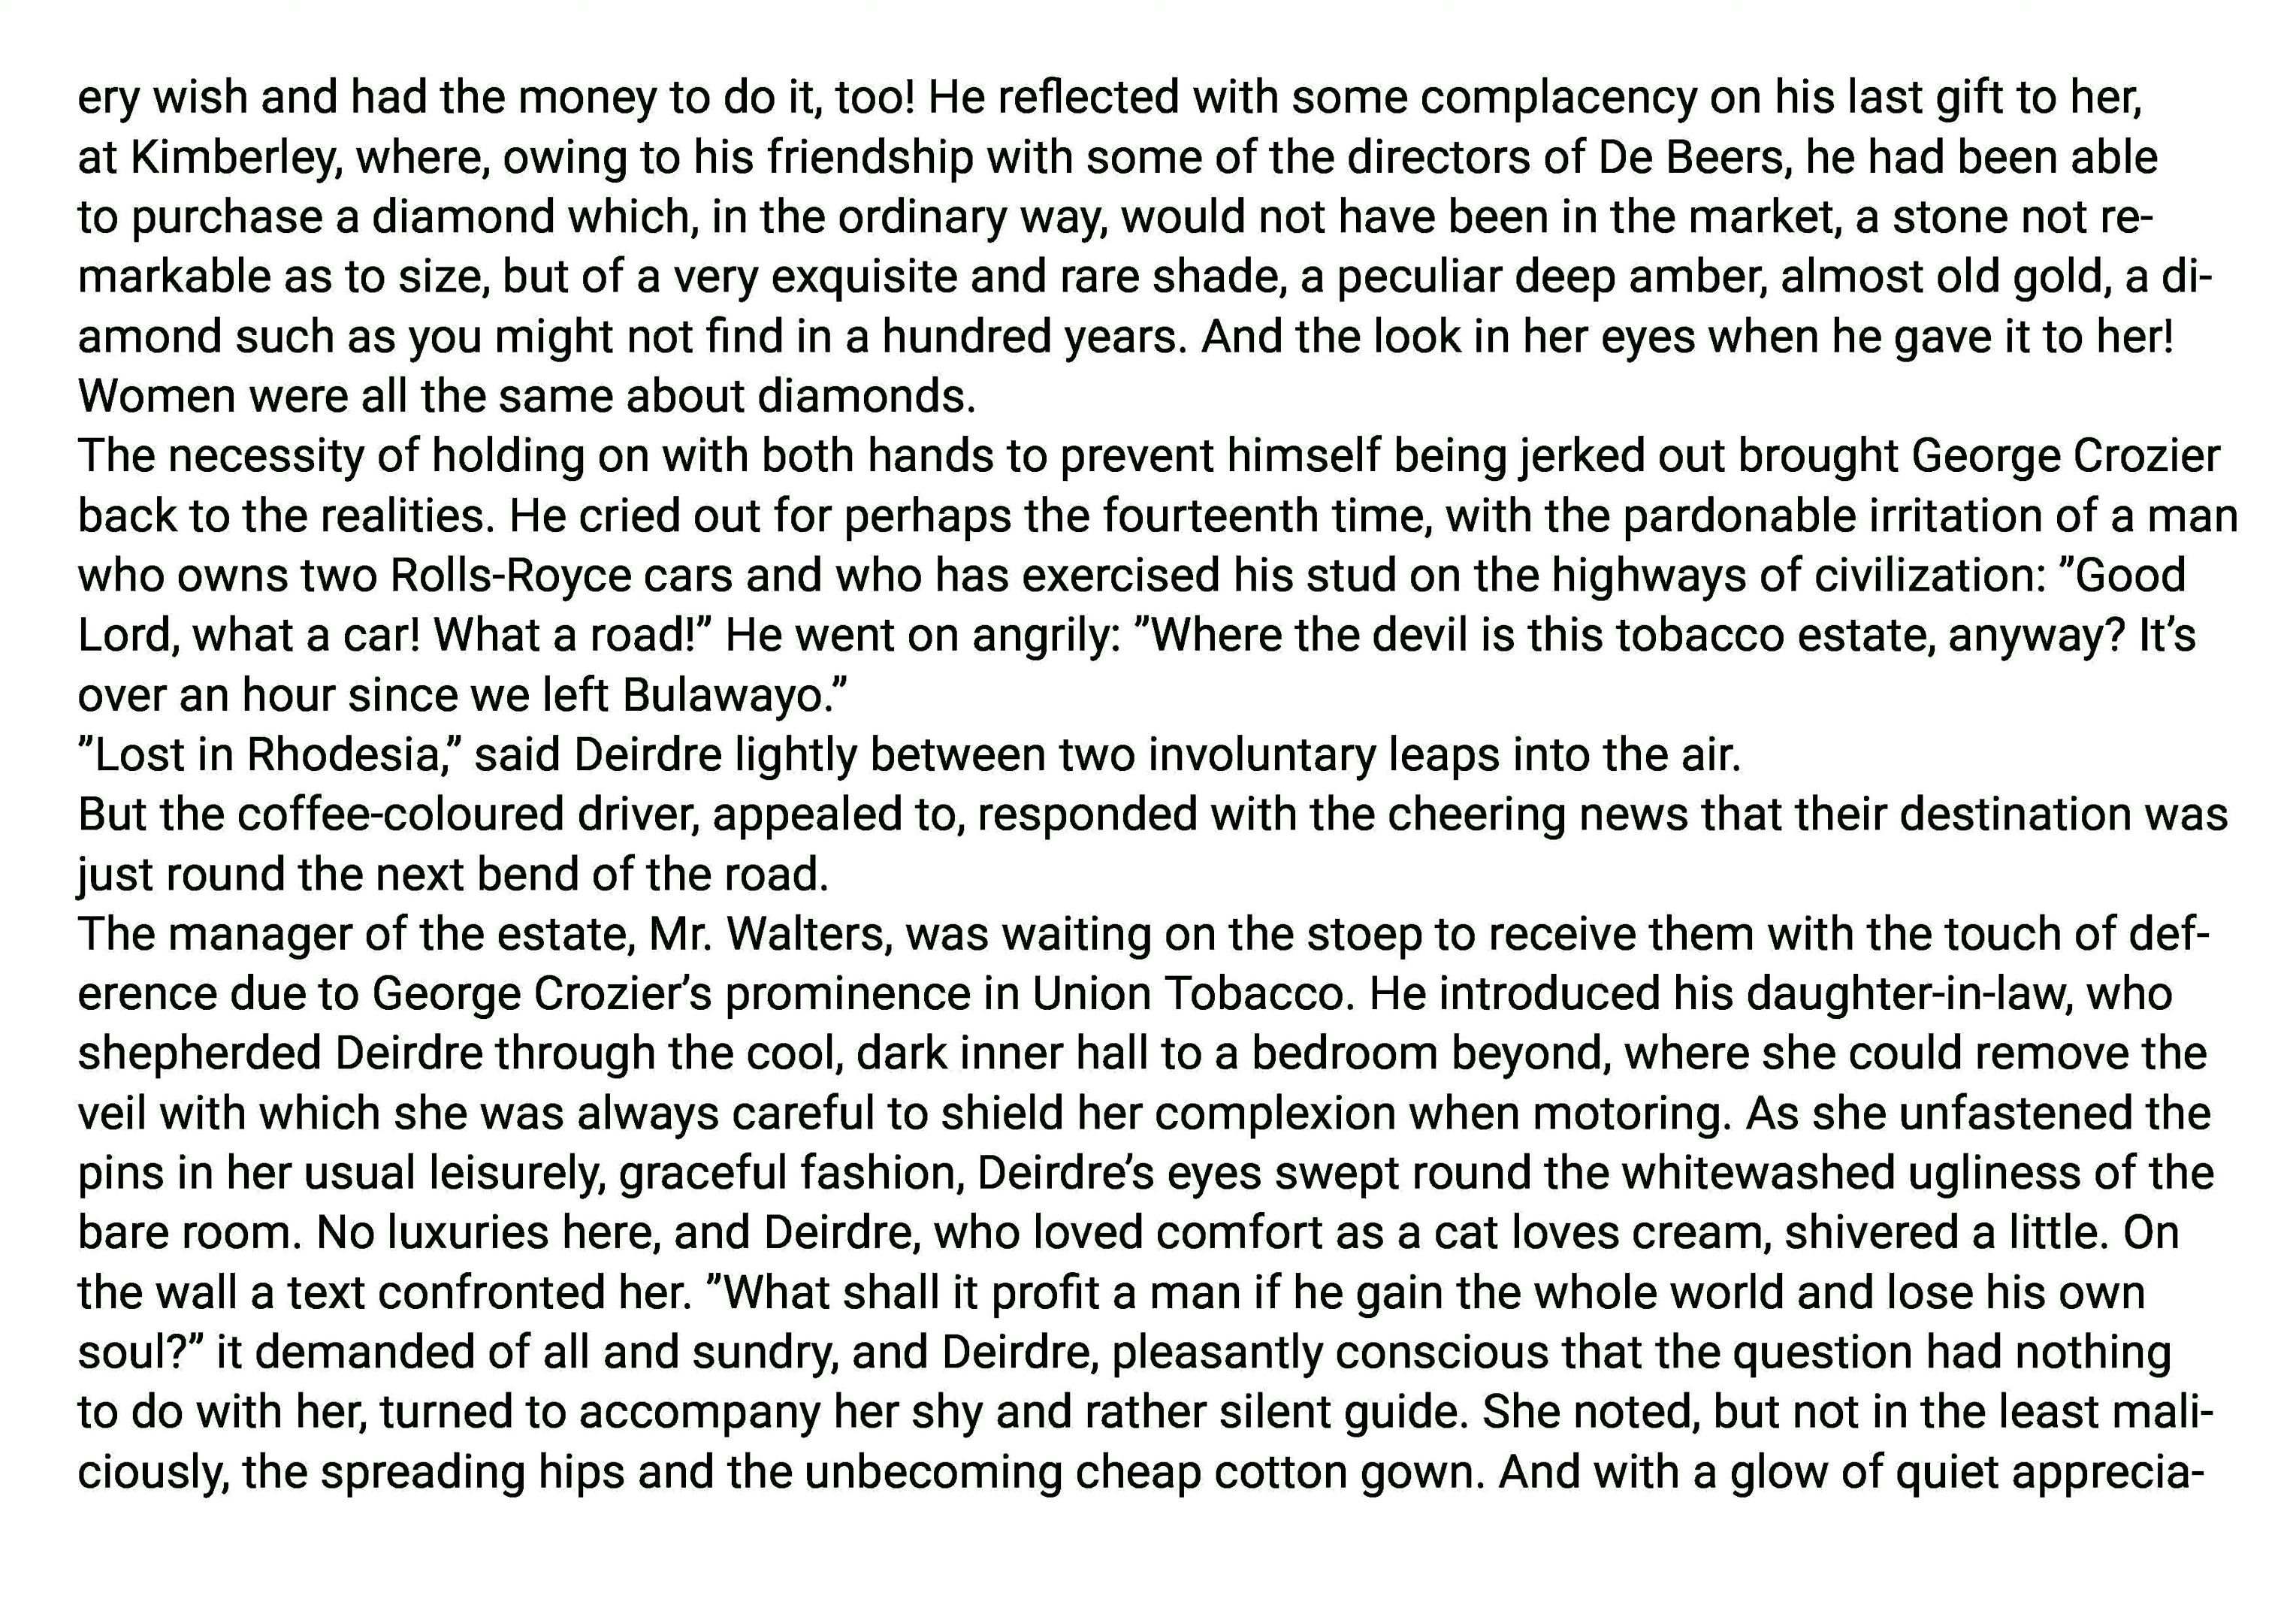 ery wish and had the money to do it, too! He reflected with some complacency on his last gift to her,
at Kimberley, where, owing to his friendship with some of the directors of De Beers, he had been able
to purchase a diamond which, in the ordinary way, would not have been in the market, a stone not re-
markable as to size, but of a very exquisite and rare shade, a peculiar deep amber, almost old gold, a di-
amond such as you might not find in a hundred years. And the look in her eyes when he gave it to her!
Women were all the same about diamonds.
The necessity of holding on with both hands to prevent himself being jerked out brought George Crozier
back to the realities. He cried out for perhaps the fourteenth time, with the pardonable irritation of a man
who owns two Rolls-Royce cars and who has exercised his stud on the highways of civilization: ”Good
Lord, what a car! What a road!” He went on angrily: ”Where the devil is this tobacco estate, anyway? It’s
over an hour since we left Bulawayo.”
”Lost in Rhodesia,” said Deirdre lightly between two involuntary leaps into the air.
But the coffee-coloured driver, appealed to, responded with the cheering news that their destination was
just round the next bend of the road.
The manager of the estate, Mr. Walters, was waiting on the stoep to receive them with the touch of def-
erence due to George Crozier’s prominence in Union Tobacco. He introduced his daughter-in-law, who
shepherded Deirdre through the cool, dark inner hall to a bedroom beyond, where she could remove the
veil with which she was always careful to shield her complexion when motoring. As she unfastened the
pins in her usual leisurely, graceful fashion, Deirdre’s eyes swept round the whitewashed ugliness of the
bare room. No luxuries here, and Deirdre, who loved comfort as a cat loves cream, shivered a little. On
the wall a text confronted her. ”What shall it profit a man if he gain the whole world and lose his own
soul?” it demanded of all and sundry, and Deirdre, pleasantly conscious that the question had nothing
to do with her, turned to accompany her shy and rather silent guide. She noted, but not in the least mali-
ciously, the spreading hips and the unbecoming cheap cotton gown. And with a glow of quiet apprecia-